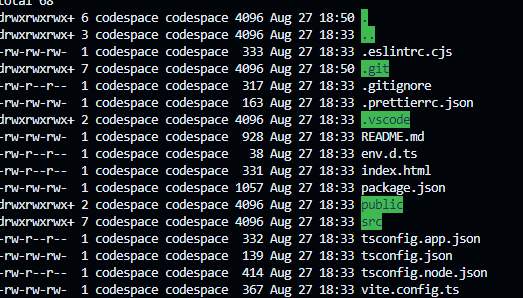 total 68
drwxrwxrwx+ 6 codespace codespace 4096 Aug 27 18:50 .
drwxrwxrwx+ 3 codespace codespace 4096 Aug 27 18:33 ..
-rw-rw-rw-  1 codespace codespace  333 Aug 27 18:33 .eslintrc.cjs
drwxrwxrwx+ 7 codespace codespace 4096 Aug 27 18:50 .git
-rw-r--r--  1 codespace codespace  317 Aug 27 18:33 .gitignore
-rw-rw-rw-  1 codespace codespace  163 Aug 27 18:33 .prettierrc.json
drwxrwxrwx+ 2 codespace codespace 4096 Aug 27 18:33 .vscode
-rw-rw-rw-  1 codespace codespace  928 Aug 27 18:33 README.md
-rw-r--r--  1 codespace codespace   38 Aug 27 18:33 env.d.ts
-rw-r--r--  1 codespace codespace  331 Aug 27 18:33 index.html
-rw-rw-rw-  1 codespace codespace 1057 Aug 27 18:33 package.json
drwxrwxrwx+ 2 codespace codespace 4096 Aug 27 18:33 public
drwxrwxrwx+ 7 codespace codespace 4096 Aug 27 18:33 src
-rw-r--r--  1 codespace codespace  332 Aug 27 18:33 tsconfig.app.json
-rw-rw-rw-  1 codespace codespace  139 Aug 27 18:33 tsconfig.json
-rw-r--r--  1 codespace codespace  414 Aug 27 18:33 tsconfig.node.json
-rw-rw-rw-  1 codespace codespace  367 Aug 27 18:33 vite.config.ts